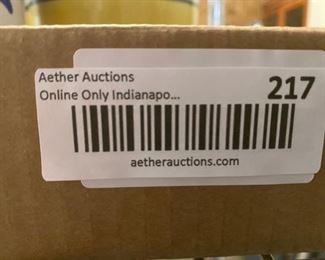 Aether Auctions
Online Only Indianapo... 217
aetherauctions.com